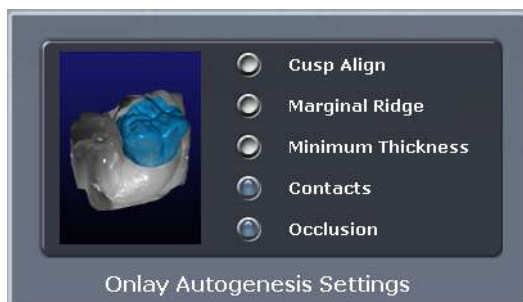 Cusp Align
Marginal Ridge
Minimum Thickness
Contacts
Occlusion
Onlay Autogenesis Settings